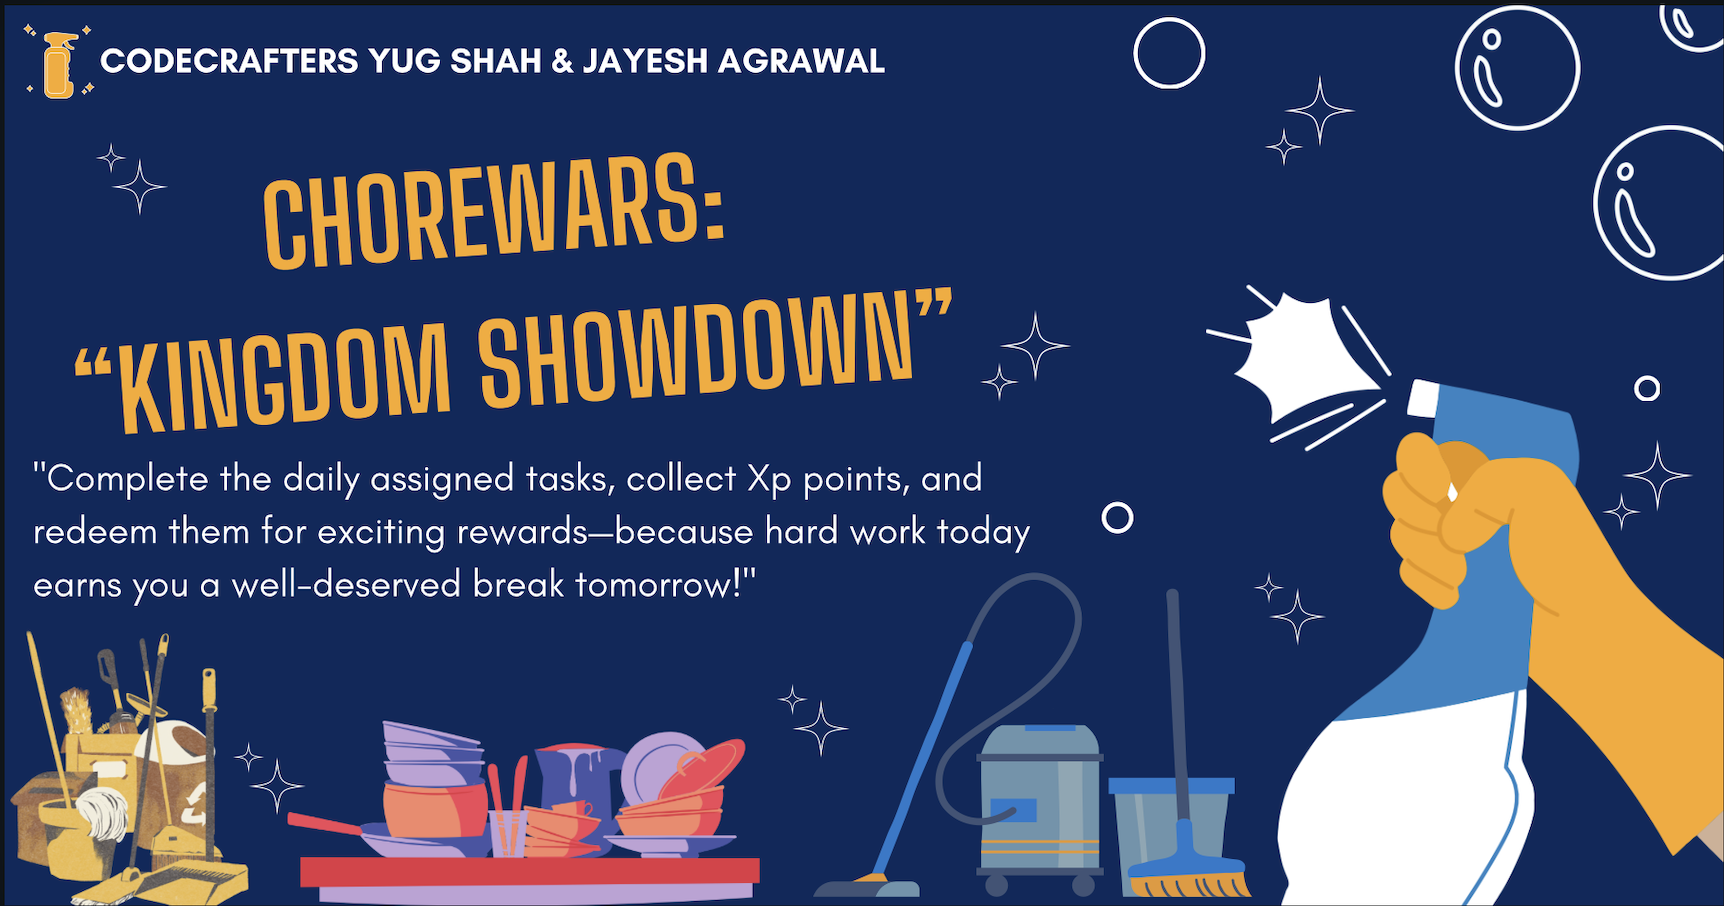 CODECRAFTERS YUG SHAH & JAYESH AGRAWAL
CHOREWARS:
“KINGDOM SHOWDOWN”
"Complete the daily assigned tasks, collect Xp points, and
redeem them for exciting rewards—because hard work today
earns you a well-deserved break tomorrow!"